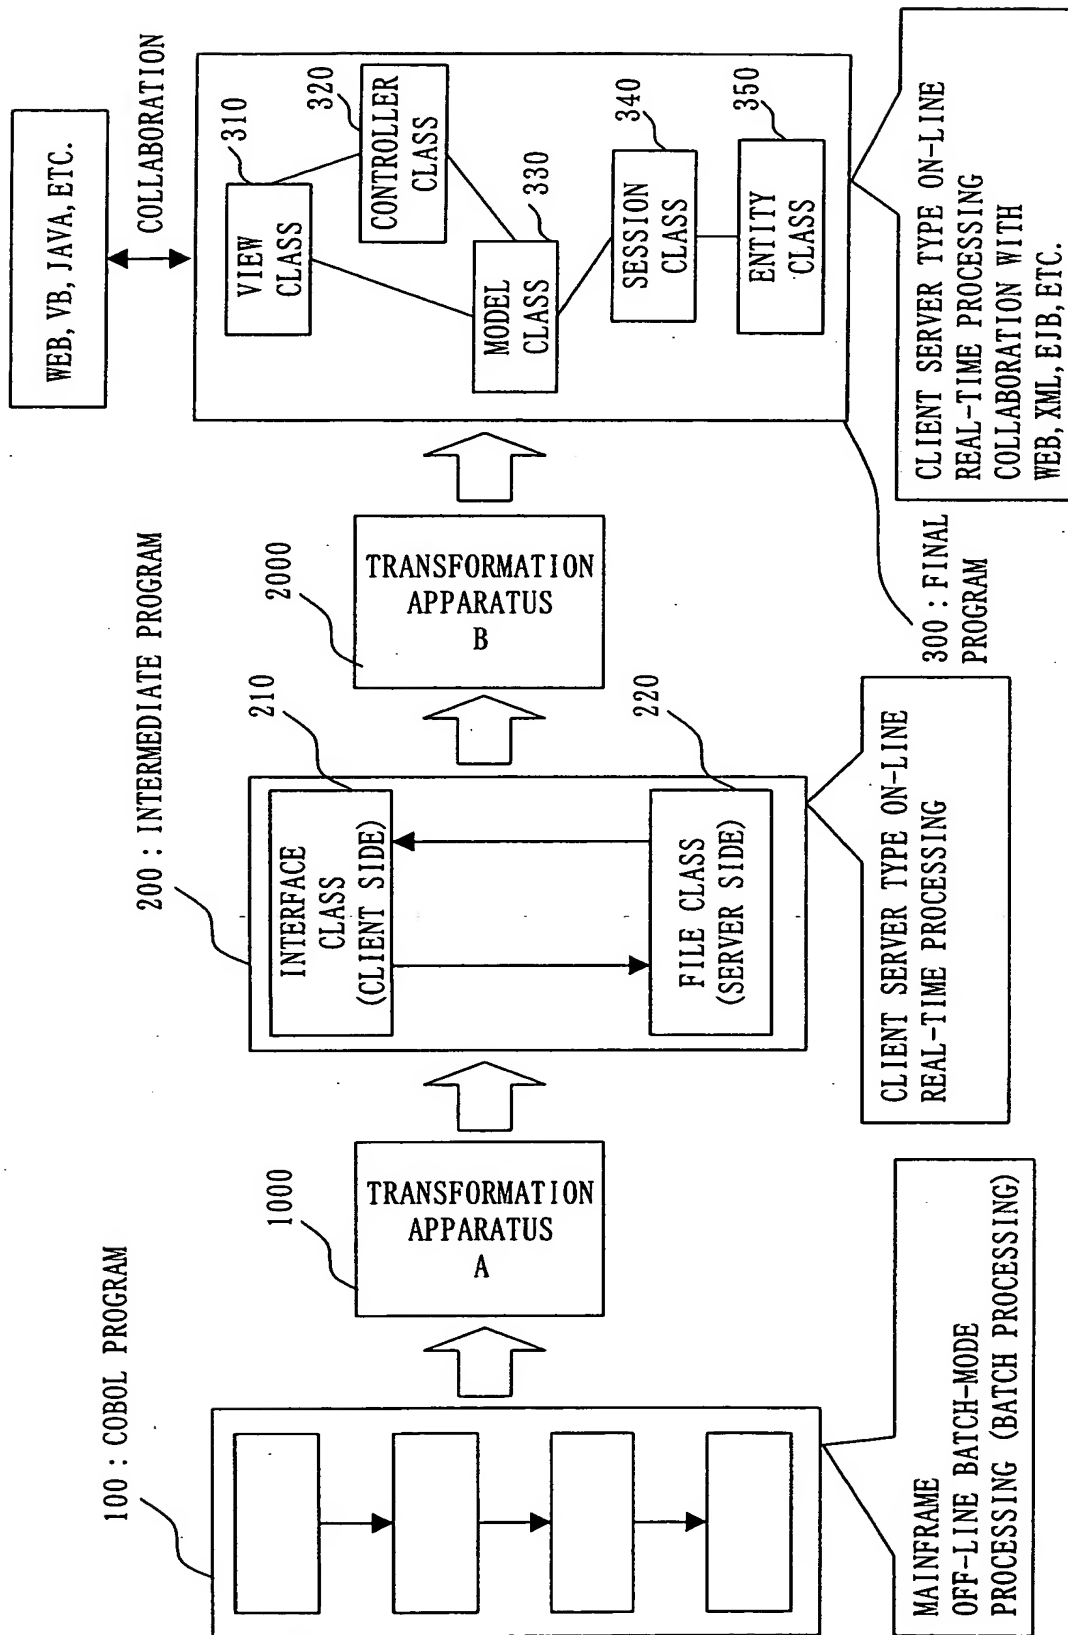 100 : COBOL PROGRAM
MAINFRAME
OFF-LINE BATCH-MODE
PROCESSING (BATCH PROCESSING)
1000
TRANSFORMATION
APPARATUS
A
200 : INTERMEDIATE PROGRAM
210
INTERFACE
CLASS
(CLIENT SIDE)
220
FILE CLASS
(SERVER SIDE)
CLIENT SERVER TYPE ON-LINE
REAL-TIME PROCESSING
2000
TRANSFORMATION
APPARATUS
B
WEB, VB, JAVA, ETC.
COLLABORATION
310
VIEW
CLASS
320
CONTROLLER
CLASS
330
MODEL
CLASS
340
SESSION
CLASS
350
ENTITY
CLASS
300 : FINAL
PROGRAM
CLIENT SERVER TYPE ON-LINE
REAL-TIME PROCESSING
COLLABORATION WITH
WEB, XML, EJB, ETC.